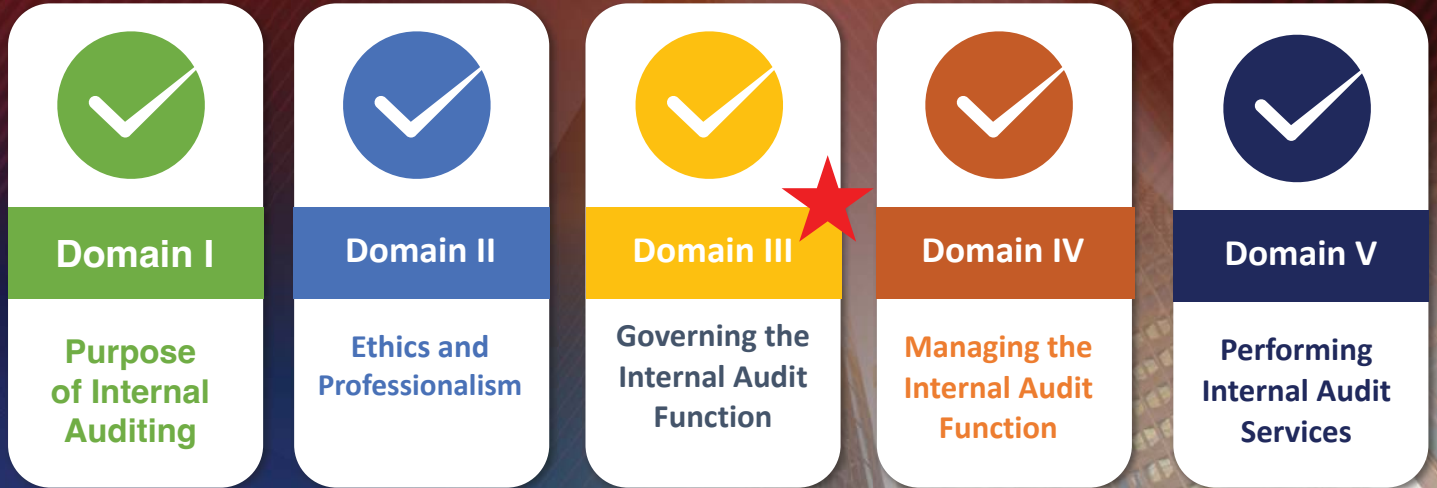 Domain I
Purpose
of Internal
Auditing
Domain II
Ethics and
Professionalism
Domain III
Governing the
Internal Audit
Function
Domain IV
Managing the
Internal Audit
Function
Domain V
Performing
Internal Audit
Services